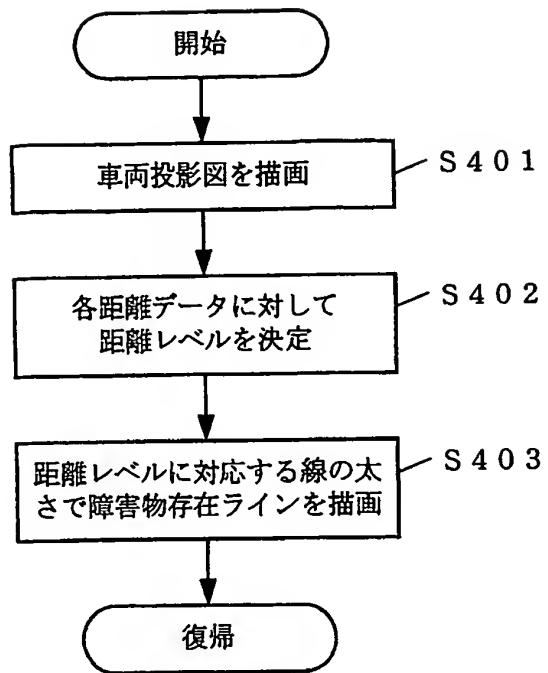 開始
車両投影図を描画
S401
各距離データに対して
距離レベルを決定
S402
距離レベルに対応する線の太
さで障害物存在ラインを描画
S403
復帰